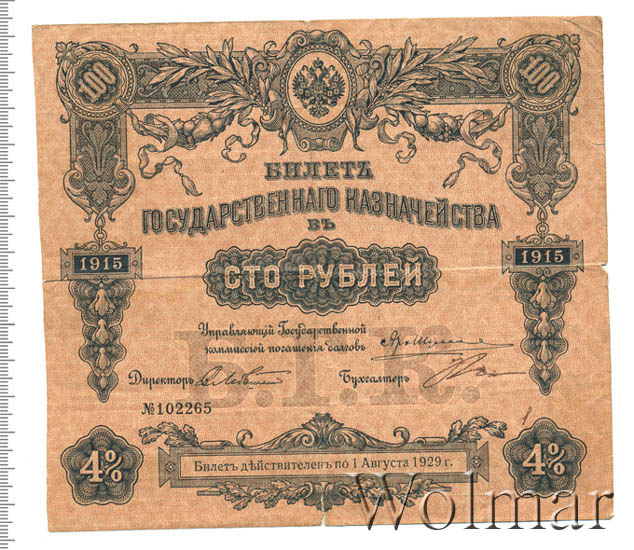 100 100
БИЛЕТЪ
ГОСУДАРСТВЕННАГО КАЗНАЧЕЙСТВА
ВЪ
1915 1915
СТО РУБЛЕЙ
Управляющій Государственной
коммиссіей погашенія долговъ
Директоръ Бухгалтеръ
Б.Г.К.
№102265
4% 4%
Билетъ дѣйствителенъ по 1 Августа 1929 г.
Wolmar